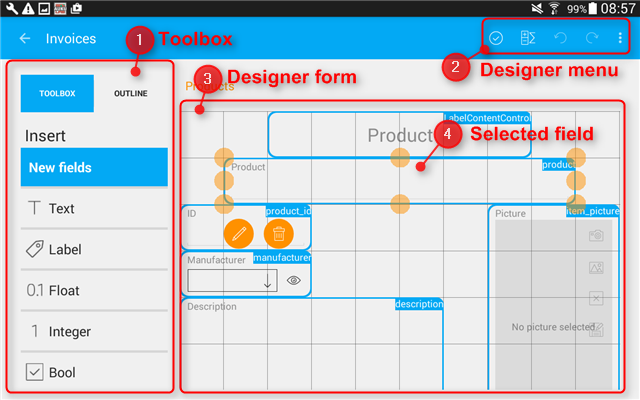 99% 08:57
← Invoices
1 Toolbox
2 Designer menu
TOOLBOX OUTLINE
3 Designer form
Products
Insert
New fields
Text
Label
0.1 Float
1 Integer
Bool
LabelContentContro
Product
4 Selected field
Product
product
ID
product_id
Picture
item_picture
Manufacturer
manufacturer
Description
description
No picture selected